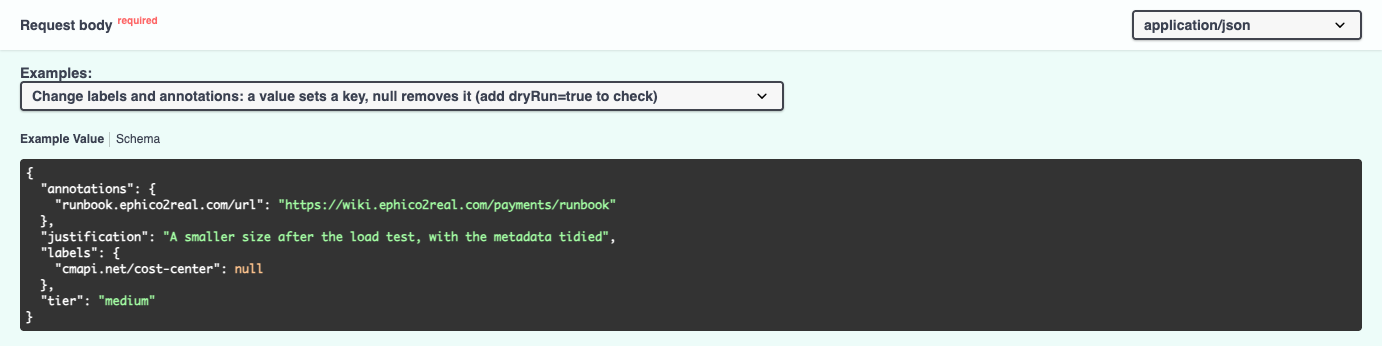 Request body required
application/json
Examples:
Change labels and annotations: a value sets a key, null removes it (add dryRun=true to check)
Example Value Schema
{
  "annotations": {
    "runbook.ephico2real.com/url": "https://wiki.ephico2real.com/payments/runbook"
  },
  "justification": "A smaller size after the load test, with the metadata tidied",
  "labels": {
    "cmapi.net/cost-center": null
  },
  "tier": "medium"
}